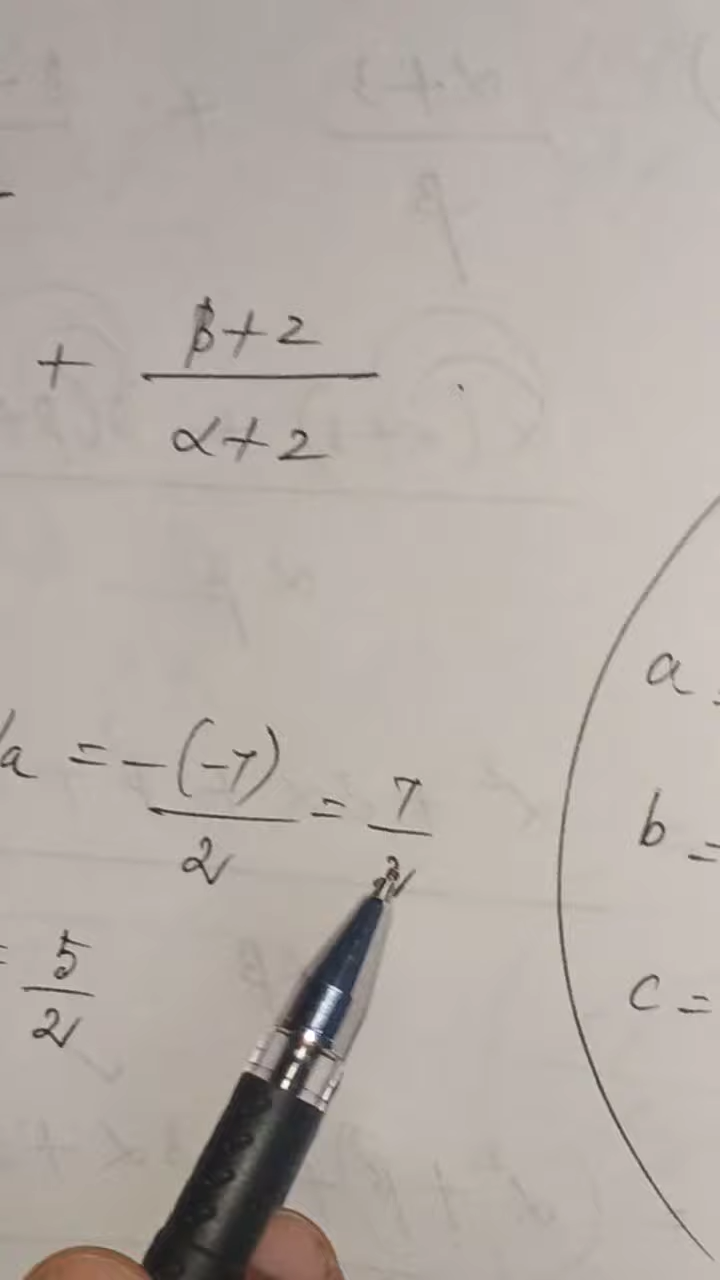 + β+2
α+2
a =
/a = -(-7)/2 = 7/2
b =
= 5/2
c =